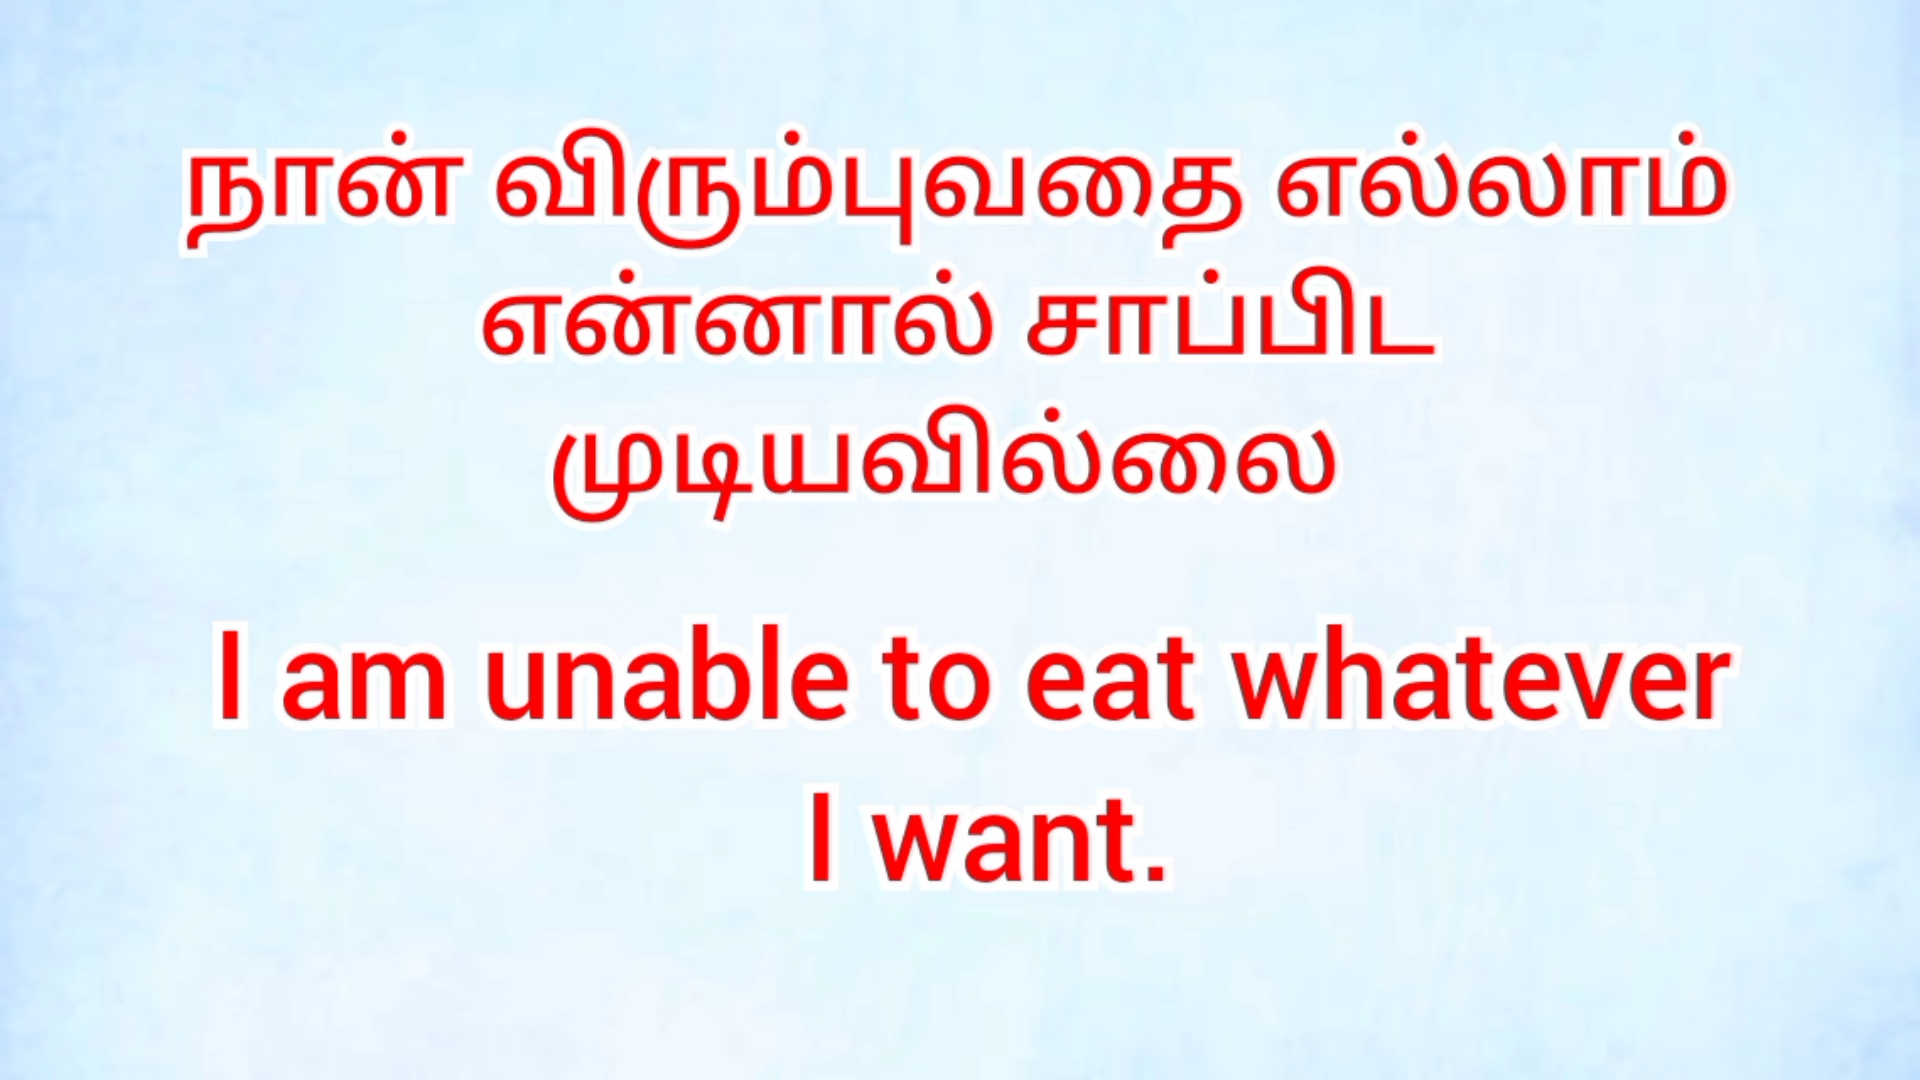 நான் விரும்புவதை எல்லாம்
என்னால் சாப்பிட
முடியவில்லை
I am unable to eat whatever
I want.